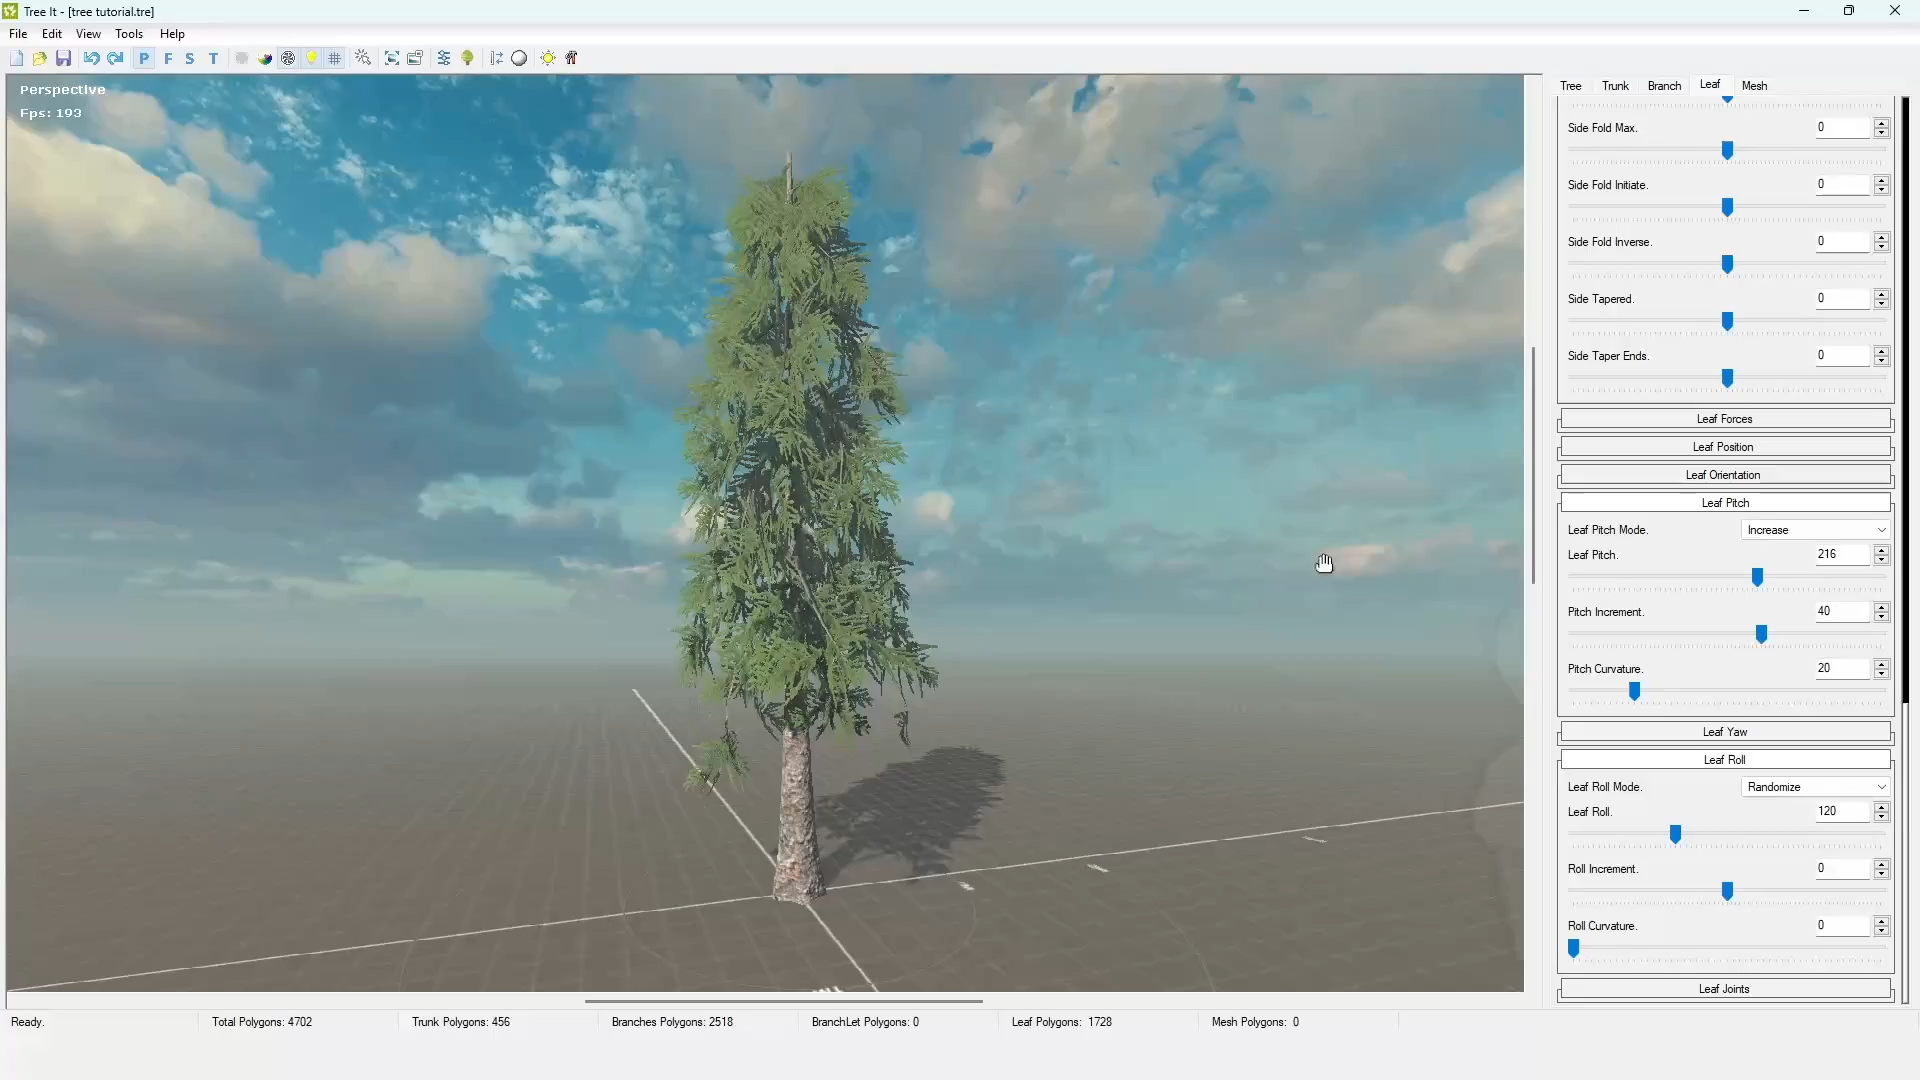 Tree It - [tree tutorial.tre]
File Edit View Tools Help
P F S T
Perspective
Fps: 193
Tree Trunk Branch Leaf Mesh
Side Fold Max. 0
Side Fold Initiate. 0
Side Fold Inverse. 0
Side Tapered. 0
Side Taper Ends. 0
Leaf Forces
Leaf Position
Leaf Orientation
Leaf Pitch
Leaf Pitch Mode. Increase
Leaf Pitch. 216
Pitch Increment. 40
Pitch Curvature. 20
Leaf Yaw
Leaf Roll
Leaf Roll Mode. Randomize
Leaf Roll. 120
Roll Increment. 0
Roll Curvature. 0
Leaf Joints
Ready. Total Polygons: 4702 Trunk Polygons: 456 Branches Polygons: 2518 BranchLet Polygons: 0 Leaf Polygons: 1728 Mesh Polygons: 0